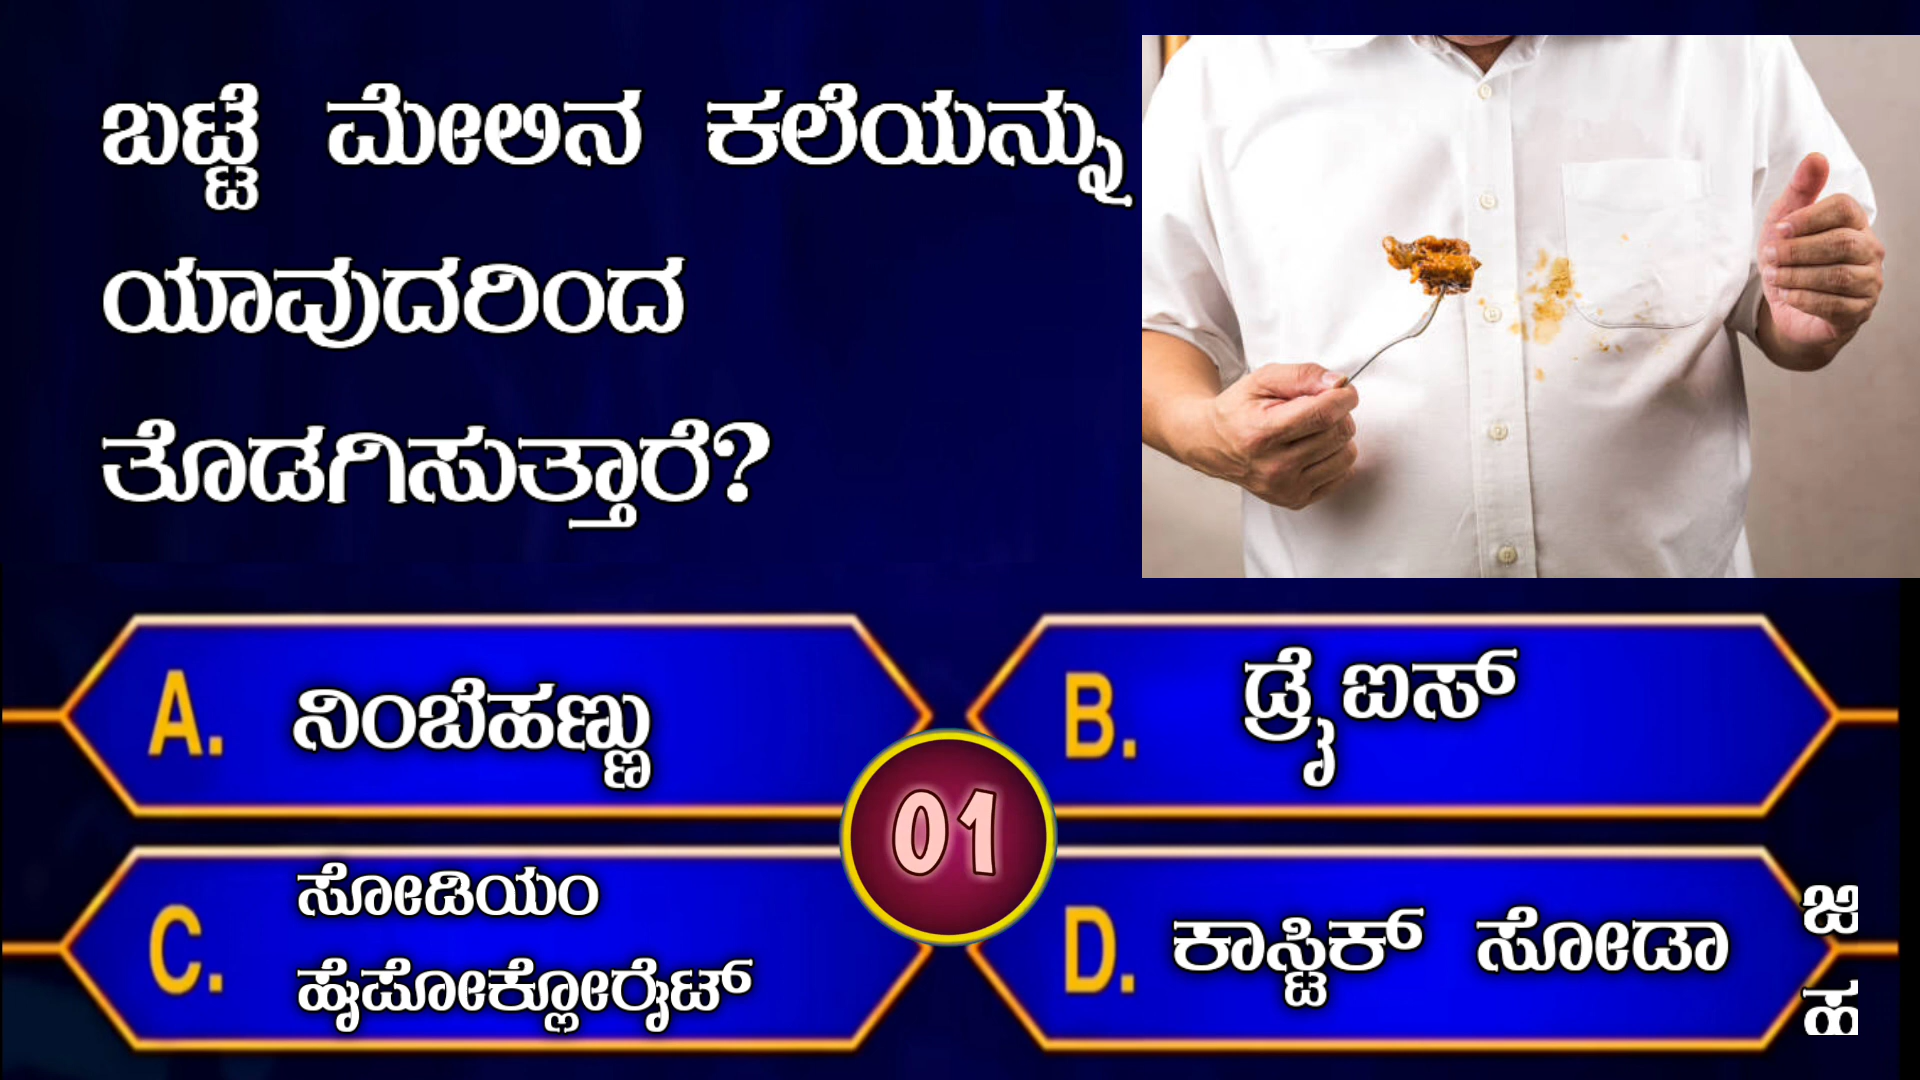 ಬಟ್ಟೆ ಮೇಲಿನ ಕಲೆಯನ್ನು
ಯಾವುದರಿಂದ
ತೊಡಗಿಸುತ್ತಾರೆ?
A. ನಿಂಬೆಹಣ್ಣು
B. ಡ್ರೈಐಸ್
01
C. ಸೋಡಿಯಂ
ಹೈಪೋಕ್ಲೋರೈಟ್
D. ಕಾಸ್ಟಿಕ್ ಸೋಡಾ
ಜಿ
ಹ